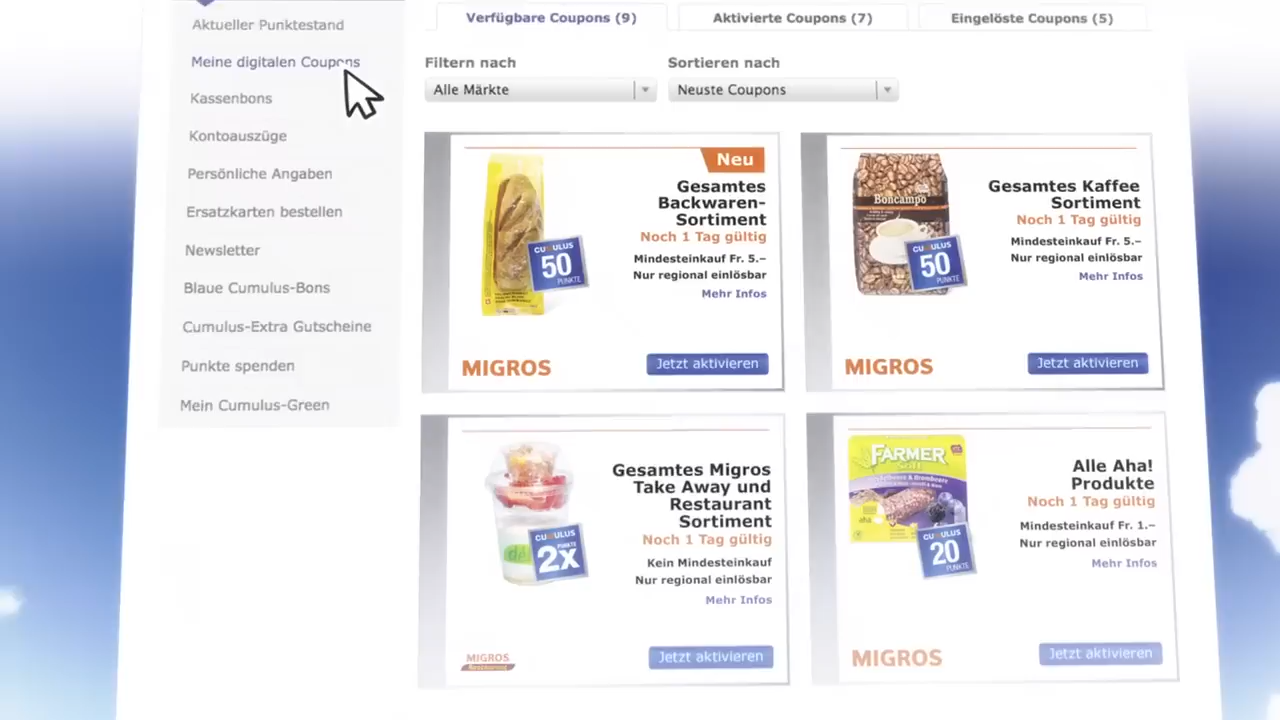 Aktueller Punktestand
Meine digitalen Coupons
Kassenbons
Kontoauszüge
Persönliche Angaben
Ersatzkarten bestellen
Newsletter
Blaue Cumulus-Bons
Cumulus-Extra Gutscheine
Punkte spenden
Mein Cumulus-Green
Verfügbare Coupons (9)
Aktivierte Coupons (7)
Eingelöste Coupons (5)
Filtern nach
Sortieren nach
Alle Märkte
Neuste Coupons
Neu
Gesamtes
Backwaren-
Sortiment
Noch 1 Tag gültig
Mindesteinkauf Fr. 5.–
Nur regional einlösbar
Mehr Infos
CUMULUS
50
PUNKTE
MIGROS
Jetzt aktivieren
Boncampo
Gesamtes Kaffee
Sortiment
Noch 1 Tag gültig
Mindesteinkauf Fr. 5.–
Nur regional einlösbar
Mehr Infos
CUMULUS
50
PUNKTE
MIGROS
Jetzt aktivieren
Gesamtes Migros
Take Away und
Restaurant
Sortiment
Noch 1 Tag gültig
Kein Mindesteinkauf
Nur regional einlösbar
Mehr Infos
CUMULUS
PUNKTE
2x
MIGROS
Restaurant
Jetzt aktivieren
FARMER
Soft
Alle Aha!
Produkte
Noch 1 Tag gültig
Mindesteinkauf Fr. 1.–
Nur regional einlösbar
Mehr Infos
CUMULUS
20
PUNKTE
MIGROS
Jetzt aktivieren